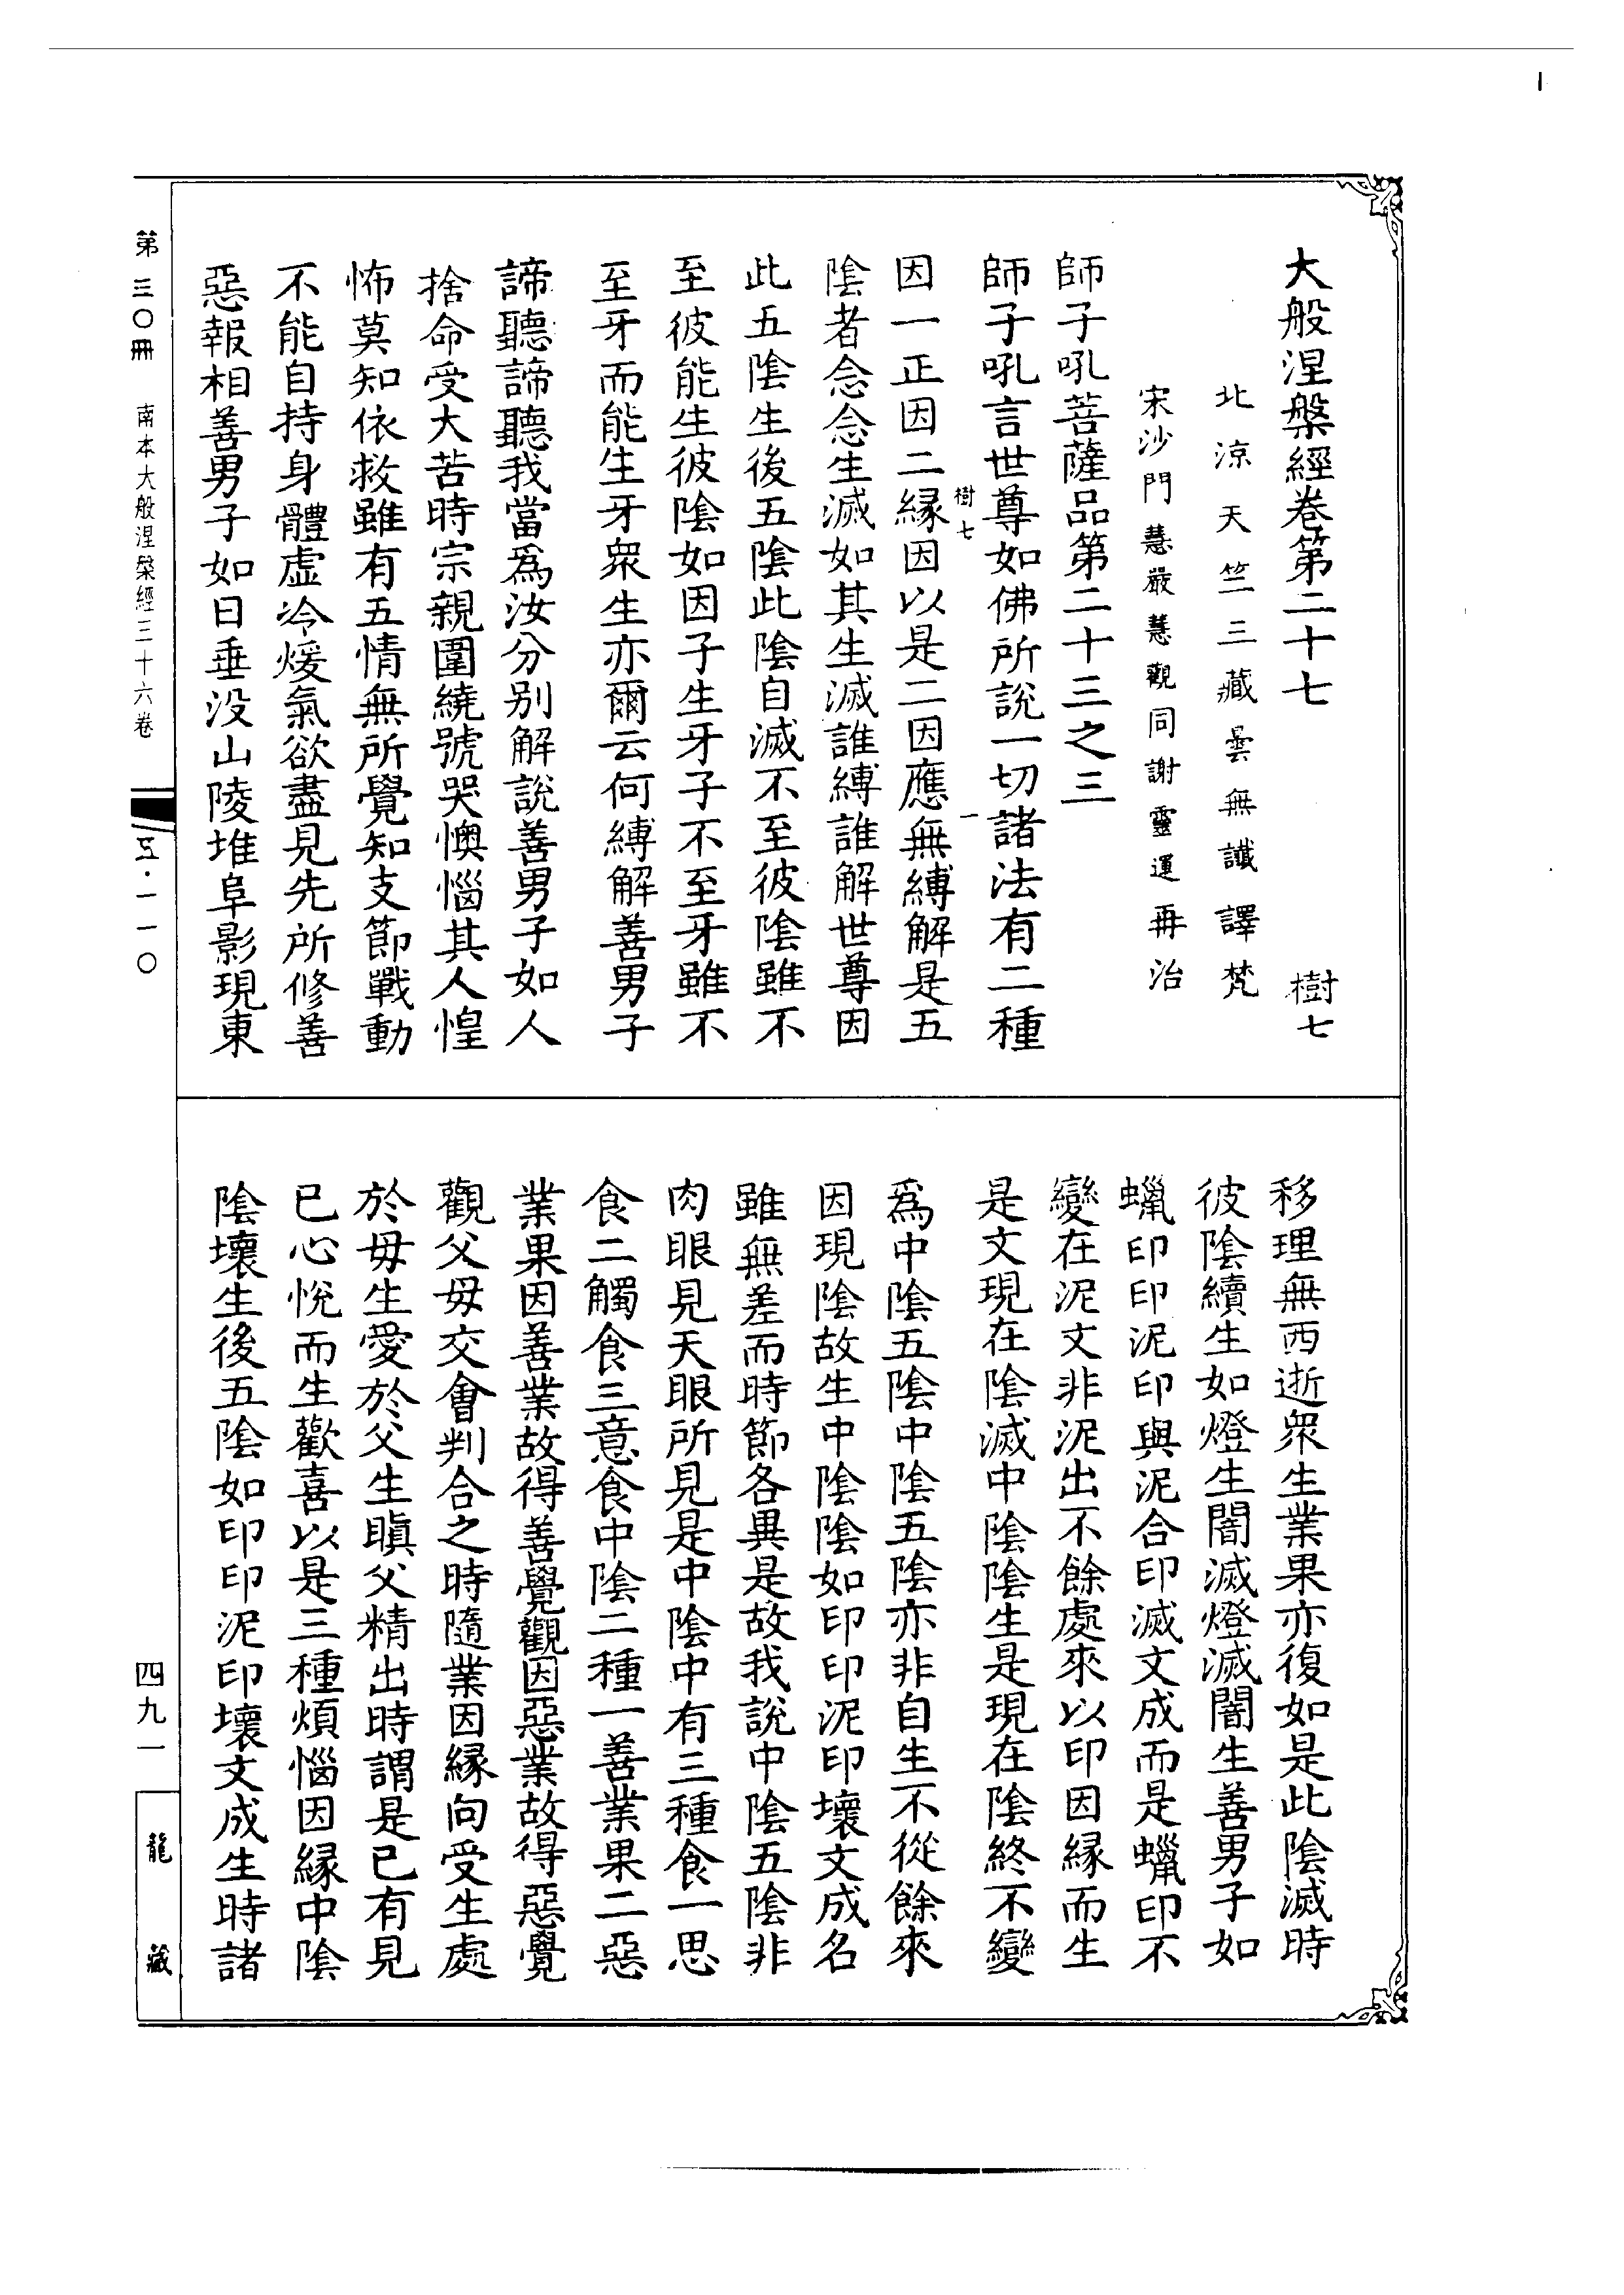 1
大般涅槃經卷第二十七 樹七
北涼天竺三藏曇無讖譯梵
宋沙門慧嚴慧觀同謝靈運再治
師子吼菩薩品第二十三之三
師子吼言世尊如佛所說一切諸法有二種
樹七 一
因一正因二緣因以是二因應無縛解是五
陰者念念生滅如其生滅誰縛誰解世尊因
此五陰生後五陰此陰自滅不至彼陰雖不
至彼能生彼陰如因子生牙子不至牙雖不
至牙而能生牙衆生亦爾云何縛解善男子
諦聽諦聽我當爲汝分別解說善男子如人
捨命受大苦時宗親圍繞號哭懊惱其人惶
怖莫知依救雖有五情無所覺知支節戰動
不能自持身體虛冷煖氣欲盡見先所修善
惡報相善男子如日垂没山陵堆阜影現東
移理無西逝衆生業果亦復如是此陰滅時
彼陰續生如燈生闇滅燈滅闇生善男子如
蠟印印泥印與泥合印滅文成而是蠟印不
變在泥文非泥出不餘處來以印因緣而生
是文現在陰滅中陰陰生是現在陰終不變
爲中陰五陰中陰五陰亦非自生不從餘來
因現陰故生中陰陰如印印泥印壞文成名
雖無差而時節各異是故我說中陰五陰非
肉眼見天眼所見是中陰中有三種食一思
食二觸食三意食中陰二種一善業果二惡
業果因善業故得善覺觀因惡業故得惡覺
觀父母交會判合之時隨業因緣向受生處
於母生愛於父生瞋父精出時謂是已有見
已心悅而生歡喜以是三種煩惱因緣中陰
陰壞生後五陰如印印泥印壞文成生時諸
第三〇冊 南本大般涅槃經三十六卷
五·一一〇
四九一
龍藏